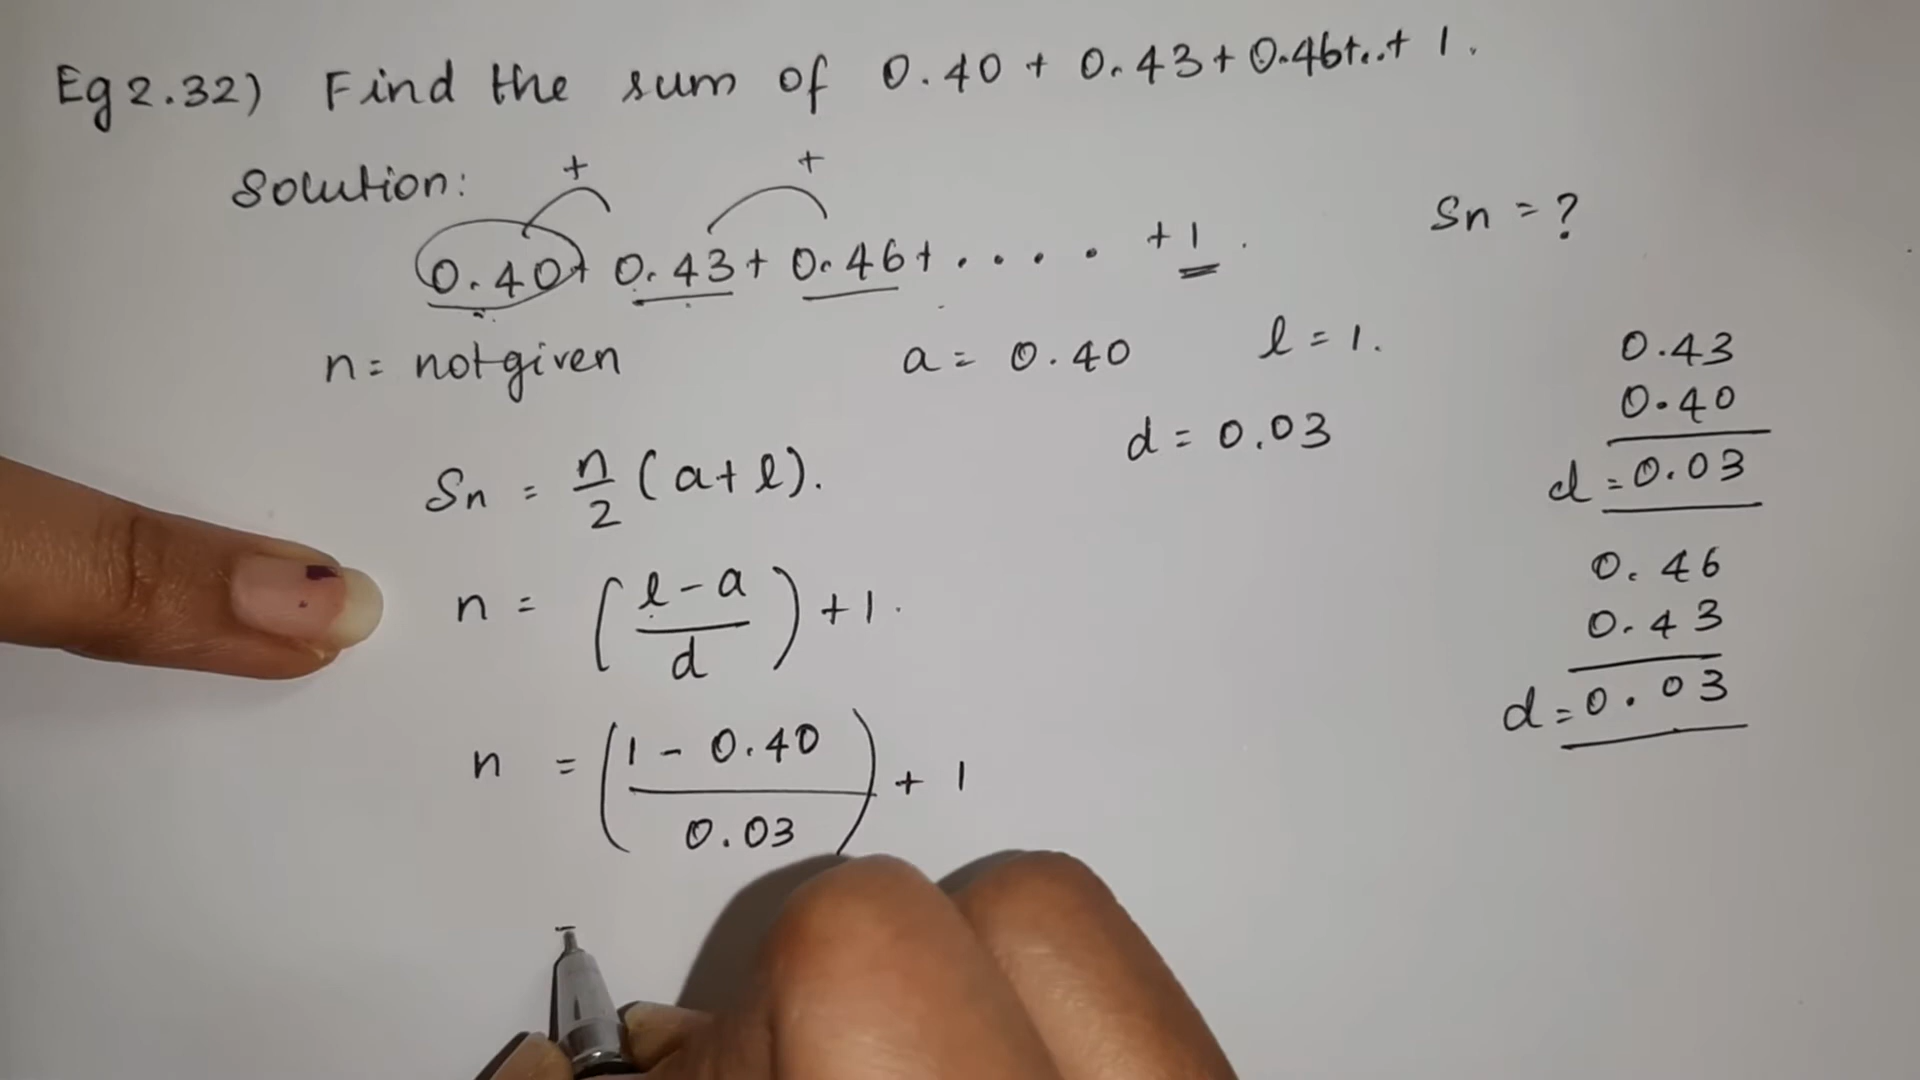 Eg 2.32) Find the sum of 0.40 + 0.43 + 0.46 + .. + 1.
Solution:
+ +
0.40 + 0.43 + 0.46 + . . . . + 1.
Sn = ?
n = not given a = 0.40 l = 1.
d = 0.03
0.43
0.40
d = 0.03
Sn = n/2 (a + l).
0.46
0.43
d = 0.03
n = (l - a / d) + 1.
n = (1 - 0.40 / 0.03) + 1